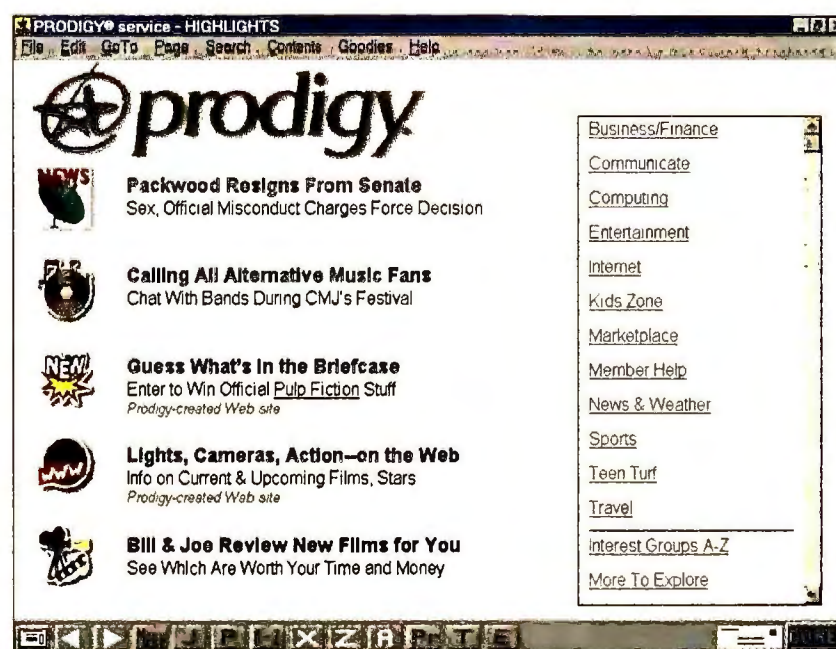 PRODIGY® service - HIGHLIGHTS
File Edit GoTo Page Search Contents Goodies Help
prodigy
NEWS
Packwood Resigns From Senate
Sex, Official Misconduct Charges Force Decision
Calling All Alternative Music Fans
Chat With Bands During CMJ's Festival
NEW!
Guess What's in the Briefcase
Enter to Win Official Pulp Fiction Stuff
Prodigy-created Web site
WWW
Lights, Cameras, Action--on the Web
Info on Current & Upcoming Films, Stars
Prodigy-created Web site
Bill & Joe Review New Films for You
See Which Are Worth Your Time and Money
Business/Finance
Communicate
Computing
Entertainment
Internet
Kids Zone
Marketplace
Member Help
News & Weather
Sports
Teen Turf
Travel
Interest Groups A-Z
More To Explore
J P X Z A Pr T E